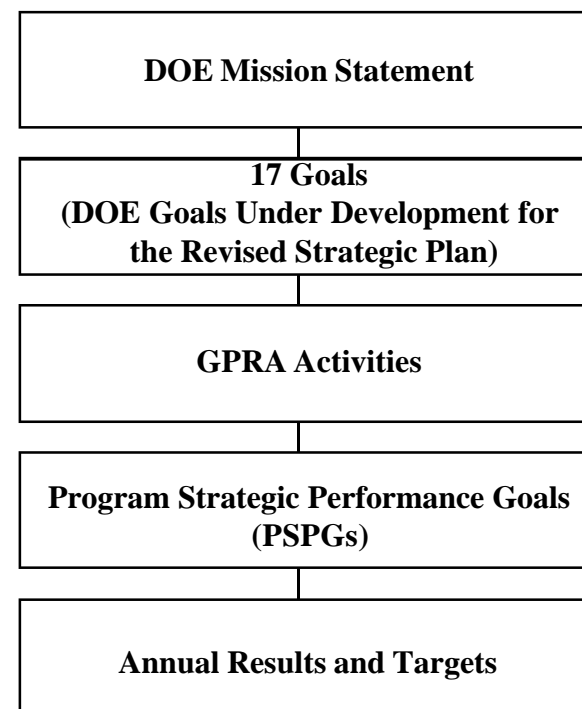 DOE Mission Statement
17 Goals
(DOE Goals Under Development for
the Revised Strategic Plan)
GPRA Activities
Program Strategic Performance Goals
(PSPGs)
Annual Results and Targets